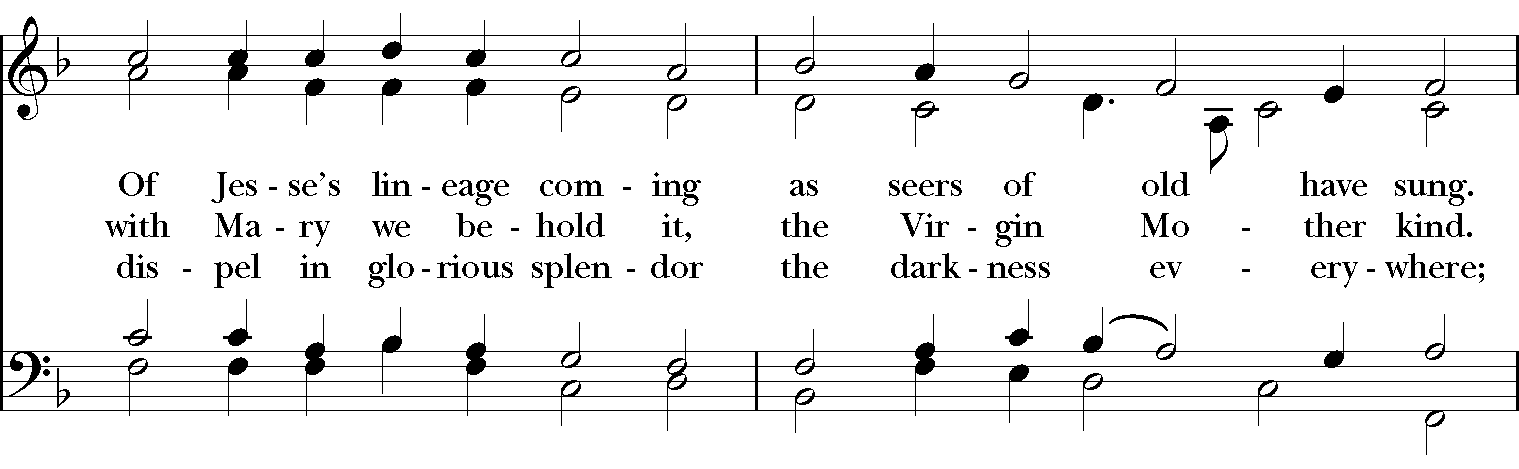 Of Jes - se's lin - eage com - ing as seers of old have sung.
with Ma - ry we be - hold it, the Vir - gin Mo - ther kind.
dis - pel in glo - rious splen - dor the dark - ness ev - ery - where;